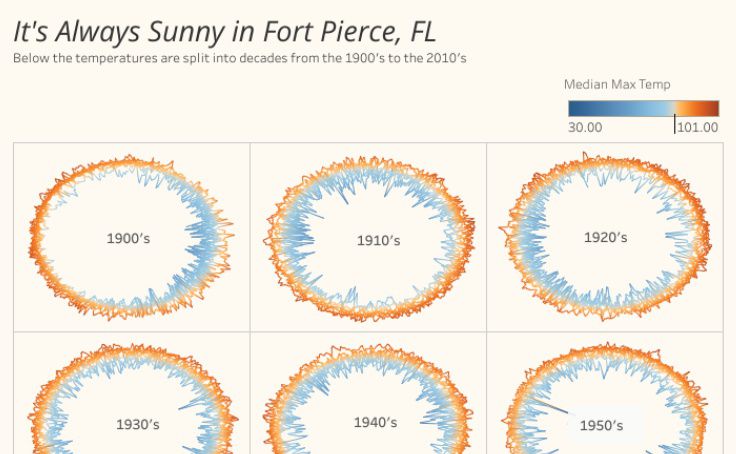 It's Always Sunny in Fort Pierce, FL
Below the temperatures are split into decades from the 1900's to the 2010's
Median Max Temp
30.00 101.00
1900's 1910's 1920's
1930's 1940's 1950's